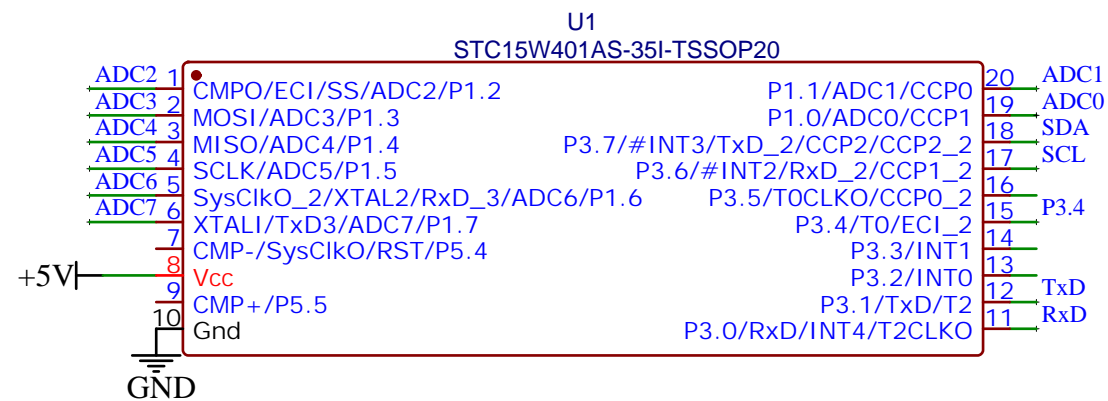 U1
STC15W401AS-35I-TSSOP20
ADC2 1 CMPO/ECI/SS/ADC2/P1.2 P1.1/ADC1/CCP0 20 ADC1
ADC3 2 MOSI/ADC3/P1.3 P1.0/ADC0/CCP1 19 ADC0
ADC4 3 MISO/ADC4/P1.4 P3.7/#INT3/TxD_2/CCP2/CCP2_2 18 SDA
ADC5 4 SCLK/ADC5/P1.5 P3.6/#INT2/RxD_2/CCP1_2 17 SCL
ADC6 5 SysClkO_2/XTAL2/RxD_3/ADC6/P1.6 P3.5/T0CLKO/CCP0_2 16
ADC7 6 XTALI/TxD3/ADC7/P1.7 P3.4/T0/ECI_2 15 P3.4
7 CMP-/SysClkO/RST/P5.4 P3.3/INT1 14
+5V 8 Vcc P3.2/INT0 13
9 CMP+/P5.5 P3.1/TxD/T2 12 TxD
10 Gnd P3.0/RxD/INT4/T2CLKO 11 RxD
GND